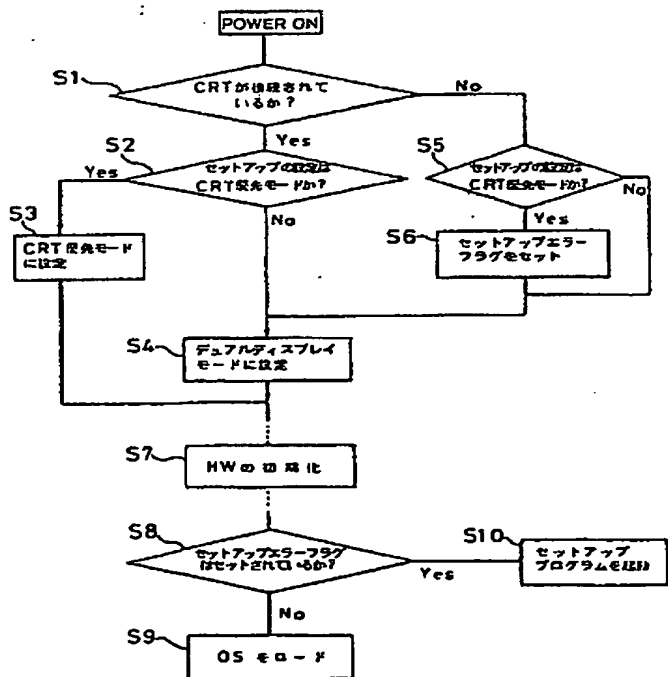 POWER ON
S1
CRTが接続されて
いるか？
No
Yes
S2
セットアップの設定は
CRT優先モードか？
Yes
No
S5
セットアップの設定は
CRT優先モードか？
No
Yes
S3
CRT優先モード
に設定
S6
セットアップエラー
フラグをセット
S4
デュアルディスプレイ
モードに設定
S7
HWの初期化
S8
セットアップエラーフラグ
はセットされているか？
Yes
No
S10
セットアップ
プログラムを起動
S9
OSをロード